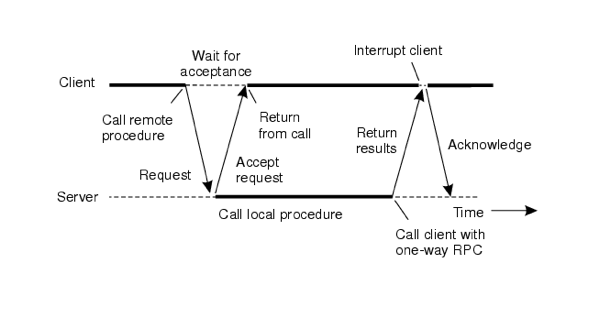 Interrupt client
Wait for
acceptance
Client
Call remote
procedure
Return
from call
Return
results
Acknowledge
Request
Accept
request
Server
Call local procedure
Time
Call client with
one-way RPC